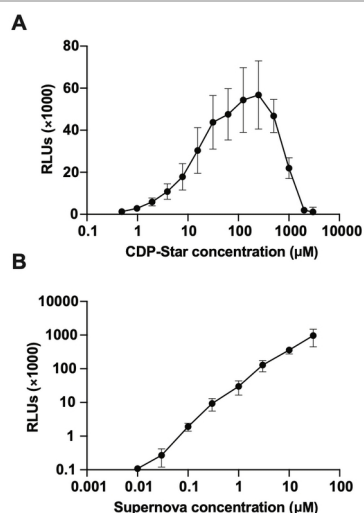 A
80
60
40
20
0
RLUs (×1000)
0.1 1 10 100 1000 10000
CDP-Star concentration (µM)
B
10000
1000
100
10
1
0.1
RLUs (×1000)
0.001 0.01 0.1 1 10 100
Supernova concentration (µM)